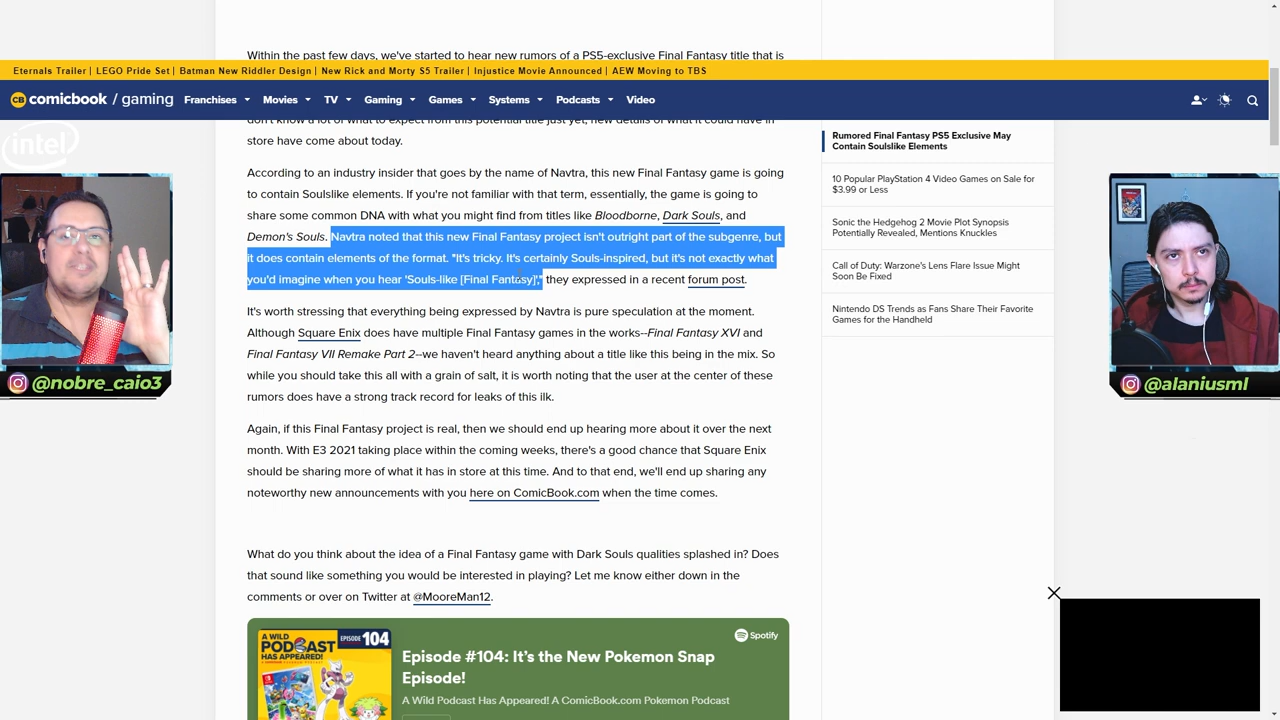 Within the past few days, we've started to hear new rumors of a PS5-exclusive Final Fantasy title that is
Eternals Trailer | LEGO Pride Set | Batman New Riddler Design | New Rick and Morty S5 Trailer | Injustice Movie Announced | AEW Moving to TBS
CB comicbook / gaming Franchises Movies TV Gaming Games Systems Podcasts Video
don't know a lot of what to expect from this potential title just yet, new details of what it could have in
store have come about today.
intel
According to an industry insider that goes by the name of Navtra, this new Final Fantasy game is going
to contain Soulslike elements. If you're not familiar with that term, essentially, the game is going to
share some common DNA with what you might find from titles like Bloodborne, Dark Souls, and
Demon's Souls. Navtra noted that this new Final Fantasy project isn't outright part of the subgenre, but
it does contain elements of the format. "It's tricky. It's certainly Souls-inspired, but it's not exactly what
you'd imagine when you hear 'Souls-like [Final Fantasy]'," they expressed in a recent forum post.
It's worth stressing that everything being expressed by Navtra is pure speculation at the moment.
Although Square Enix does have multiple Final Fantasy games in the works--Final Fantasy XVI and
Final Fantasy VII Remake Part 2--we haven't heard anything about a title like this being in the mix. So
while you should take this all with a grain of salt, it is worth noting that the user at the center of these
rumors does have a strong track record for leaks of this ilk.
Again, if this Final Fantasy project is real, then we should end up hearing more about it over the next
month. With E3 2021 taking place within the coming weeks, there's a good chance that Square Enix
should be sharing more of what it has in store at this time. And to that end, we'll end up sharing any
noteworthy new announcements with you here on ComicBook.com when the time comes.
What do you think about the idea of a Final Fantasy game with Dark Souls qualities splashed in? Does
that sound like something you would be interested in playing? Let me know either down in the
comments or over on Twitter at @MooreMan12.
A WILD
PODCAST
HAS APPEARED!
EPISODE 104
Spotify
Episode #104: It's the New Pokemon Snap
Episode!
A Wild Podcast Has Appeared! A ComicBook.com Pokemon Podcast
Rumored Final Fantasy PS5 Exclusive May
Contain Soulslike Elements
10 Popular PlayStation 4 Video Games on Sale for
$3.99 or Less
Sonic the Hedgehog 2 Movie Plot Synopsis
Potentially Revealed, Mentions Knuckles
Call of Duty: Warzone's Lens Flare Issue Might
Soon Be Fixed
Nintendo DS Trends as Fans Share Their Favorite
Games for the Handheld
@nobre_caio3
@alaniusml